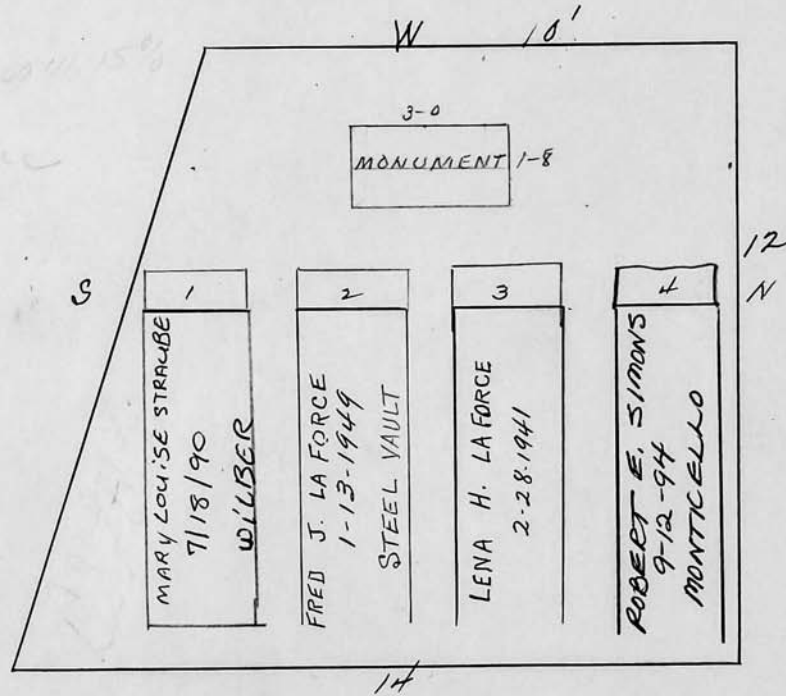 W 10'
3-0
MONUMENT 1-8
12
S
N
1
2
3
4
MARY LOUISE STRAUBE
7/18/90
WILBER
FRED J. LA FORCE
1-13-1949
STEEL VAULT
LENA H. LA FORCE
2-28-1941
ROBERT E. SIMONS
9-12-94
MONTICELLO
14